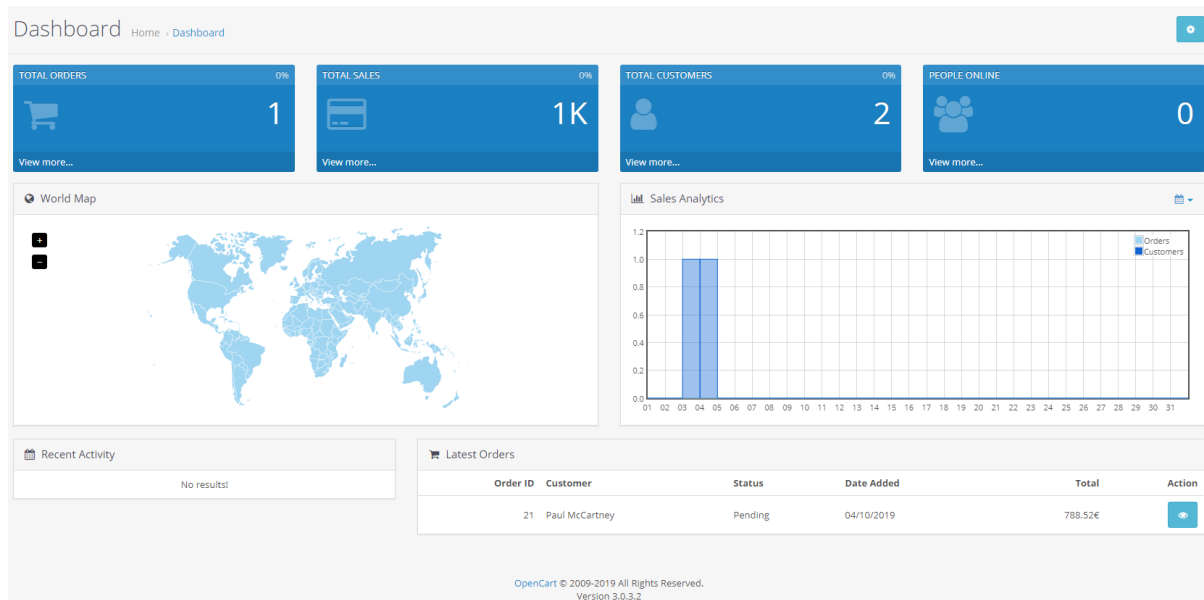 Dashboard Home › Dashboard
TOTAL ORDERS 0%
1
View more...
TOTAL SALES 0%
1K
View more...
TOTAL CUSTOMERS 0%
2
View more...
PEOPLE ONLINE
0
View more...
World Map
+
−
Sales Analytics
Orders
Customers
1.2
1.0
0.8
0.6
0.4
0.2
0.0
01 02 03 04 05 06 07 08 09 10 11 12 13 14 15 16 17 18 19 20 21 22 23 24 25 26 27 28 29 30 31
Recent Activity
No results!
Latest Orders
Order ID Customer Status Date Added Total Action
21 Paul McCartney Pending 04/10/2019 788.52€
OpenCart © 2009-2019 All Rights Reserved.
Version 3.0.3.2